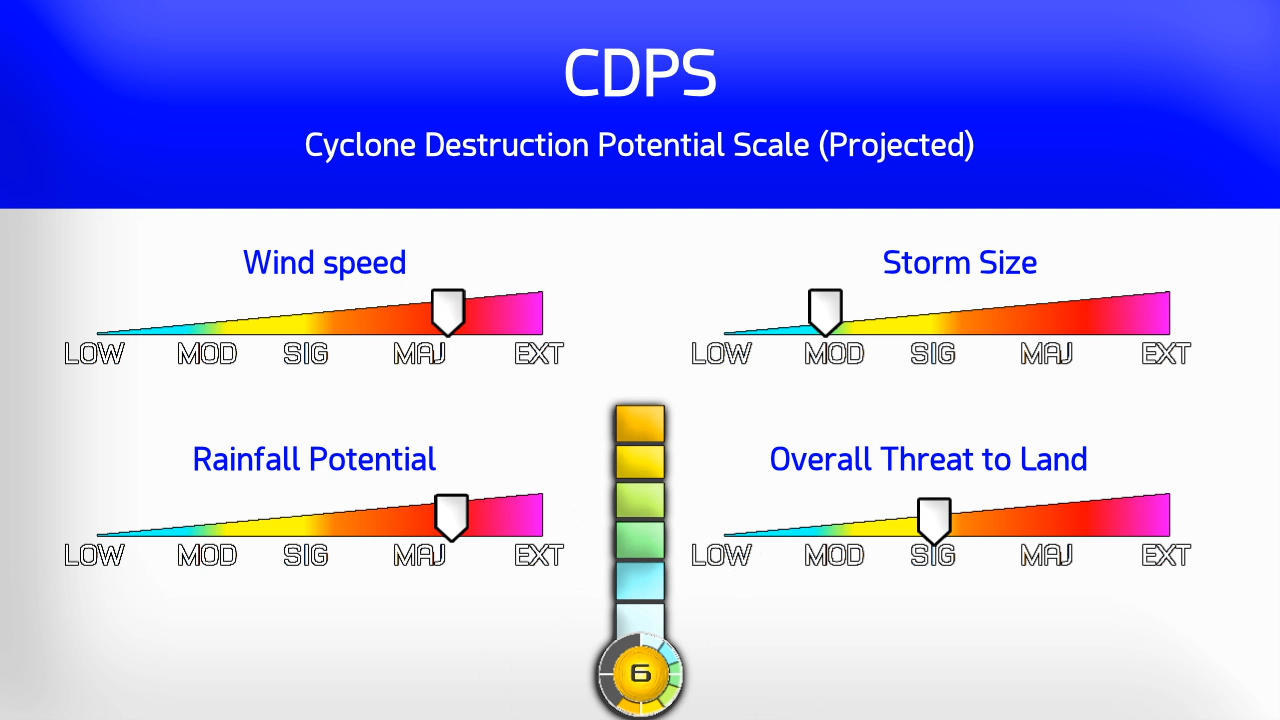 CDPS
Cyclone Destruction Potential Scale (Projected)
Wind speed
LOW MOD SIG MAJ EXT
Storm Size
LOW MOD SIG MAJ EXT
Rainfall Potential
LOW MOD SIG MAJ EXT
Overall Threat to Land
LOW MOD SIG MAJ EXT
6